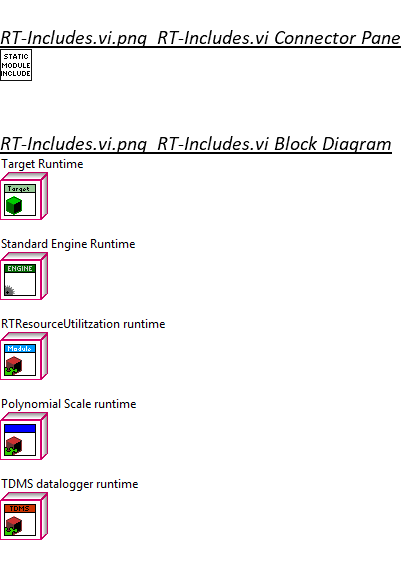 RT-Includes.vi.png  RT-Includes.vi Connector Pane
STATIC
MODULE
INCLUDE
RT-Includes.vi.png  RT-Includes.vi Block Diagram
Target Runtime
Target
Standard Engine Runtime
ENGINE
RTResourceUtilitzation runtime
Module
Polynomial Scale runtime
TDMS datalogger runtime
TDMS